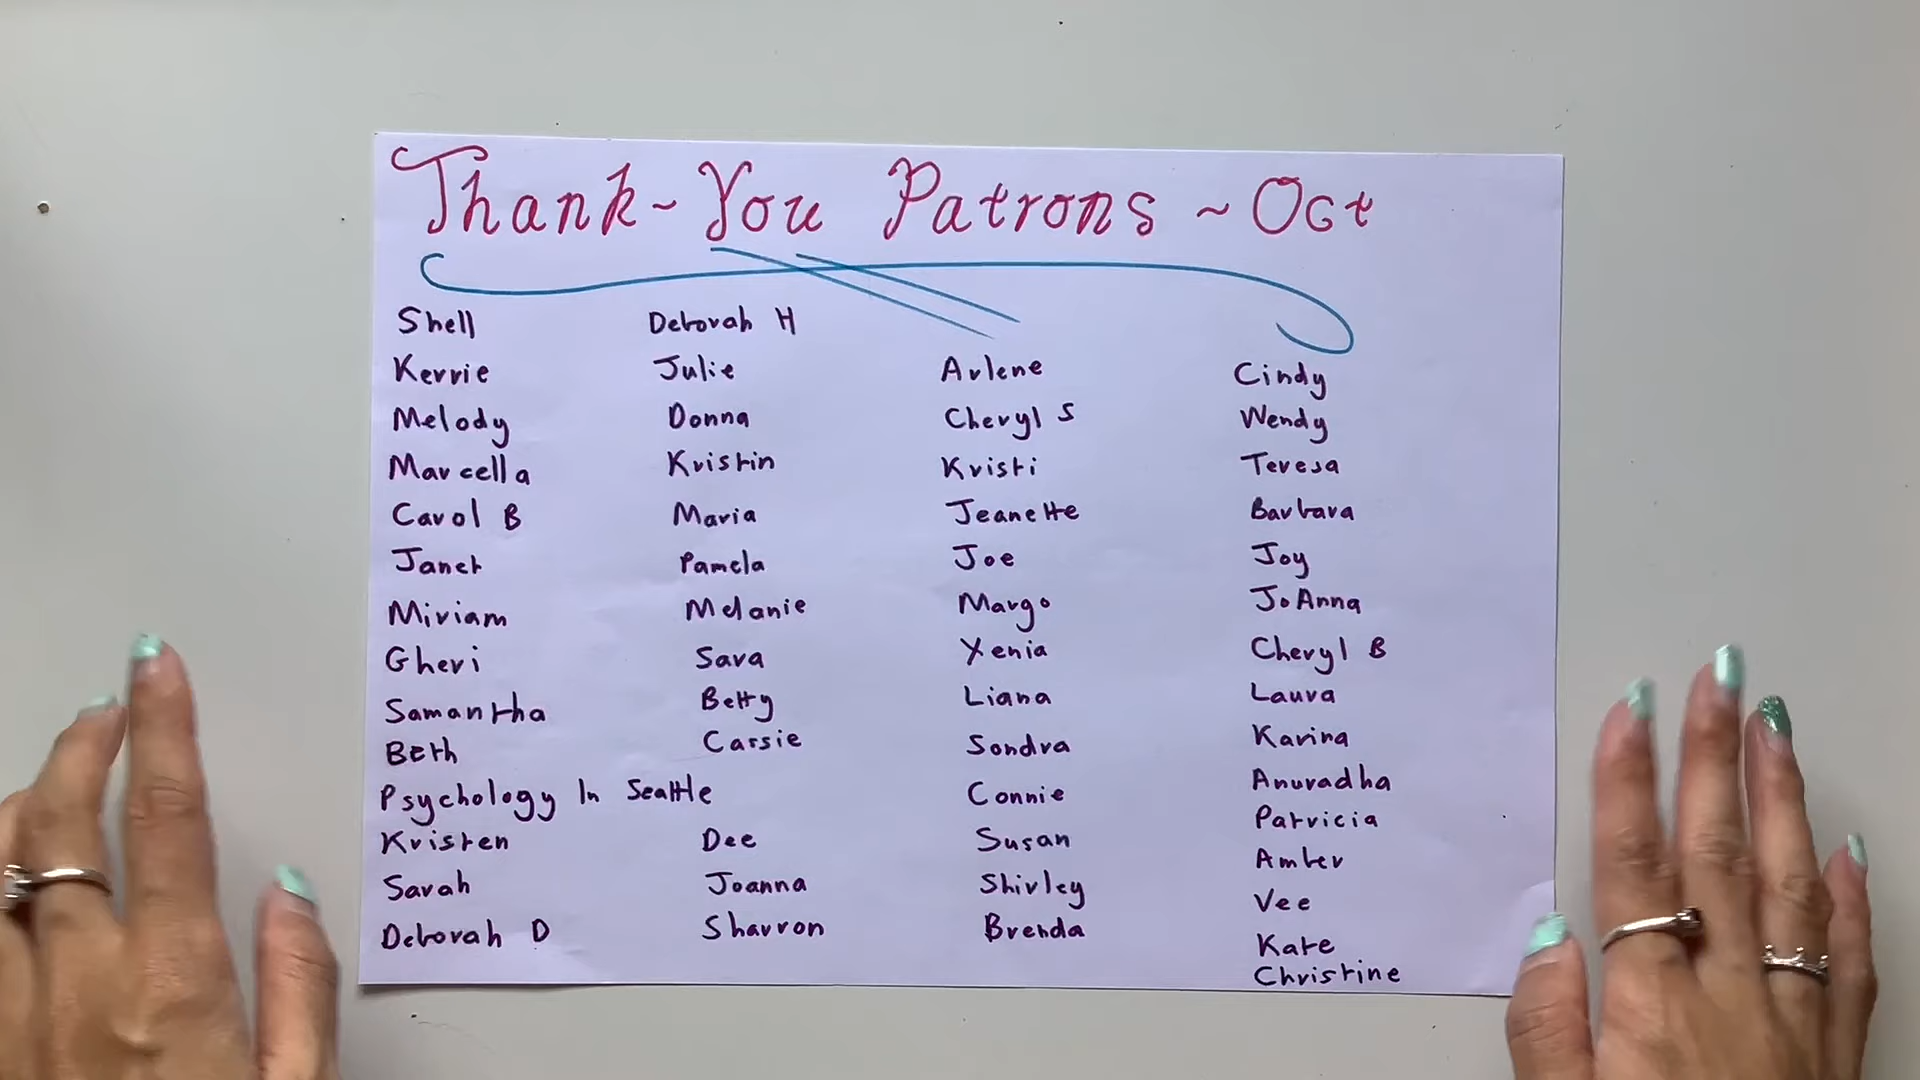 Thank-You Patrons ~ Oct
Shell
Kerrie
Melody
Marcella
Carol B
Janet
Miriam
Gheri
Samantha
Beth
Psychology In Seattle
Kristen
Sarah
Deborah D
Deborah H
Julie
Donna
Kristin
Maria
Pamela
Melanie
Sara
Betty
Cassie
Dee
Joanna
Sharron
Arlene
Cheryl S
Kristi
Jeanette
Joe
Margo
Xenia
Liana
Sondra
Connie
Susan
Shirley
Brenda
Cindy
Wendy
Teresa
Barbara
Joy
JoAnna
Cheryl B
Laura
Karina
Anuradha
Patricia
Amber
Vee
Kate
Christine